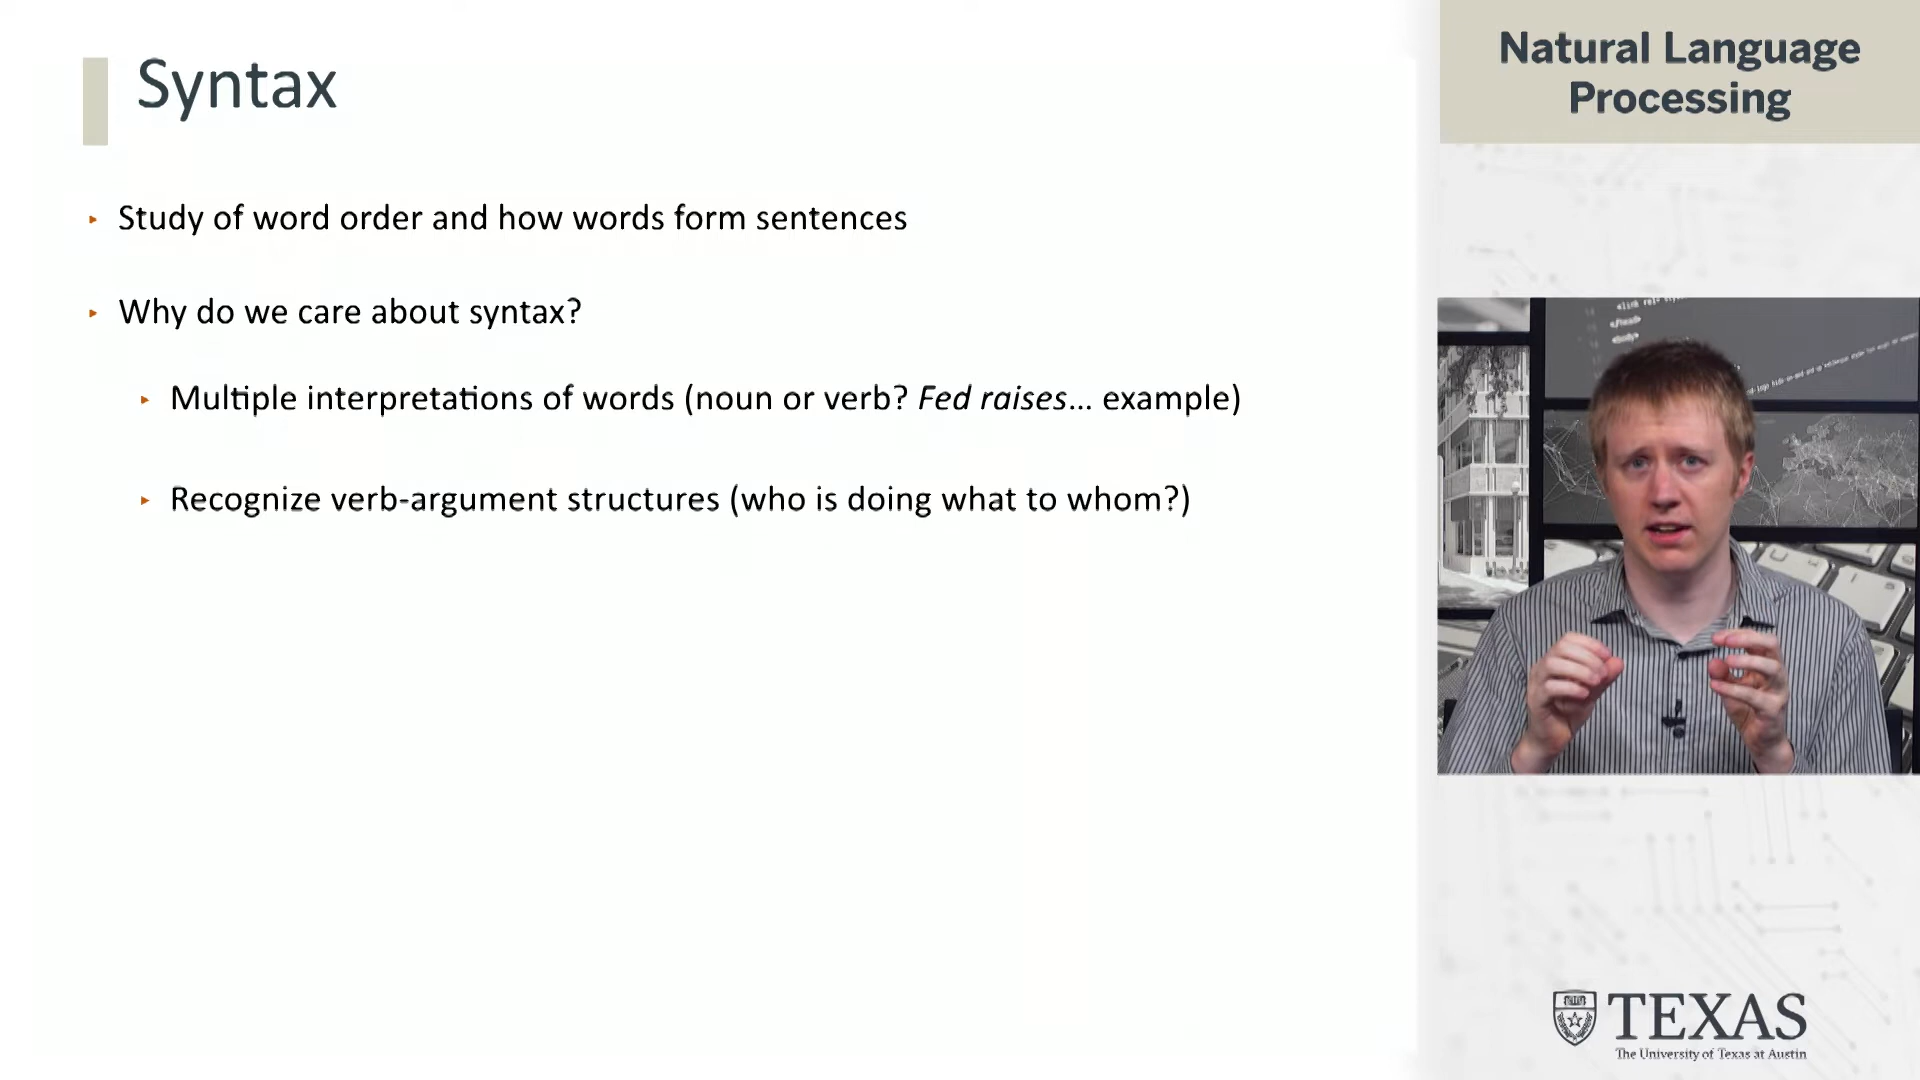 Syntax
Study of word order and how words form sentences
Why do we care about syntax?
Multiple interpretations of words (noun or verb? Fed raises... example)
Recognize verb-argument structures (who is doing what to whom?)
Natural Language
Processing
</head>
<body>
TEXAS
The University of Texas at Austin